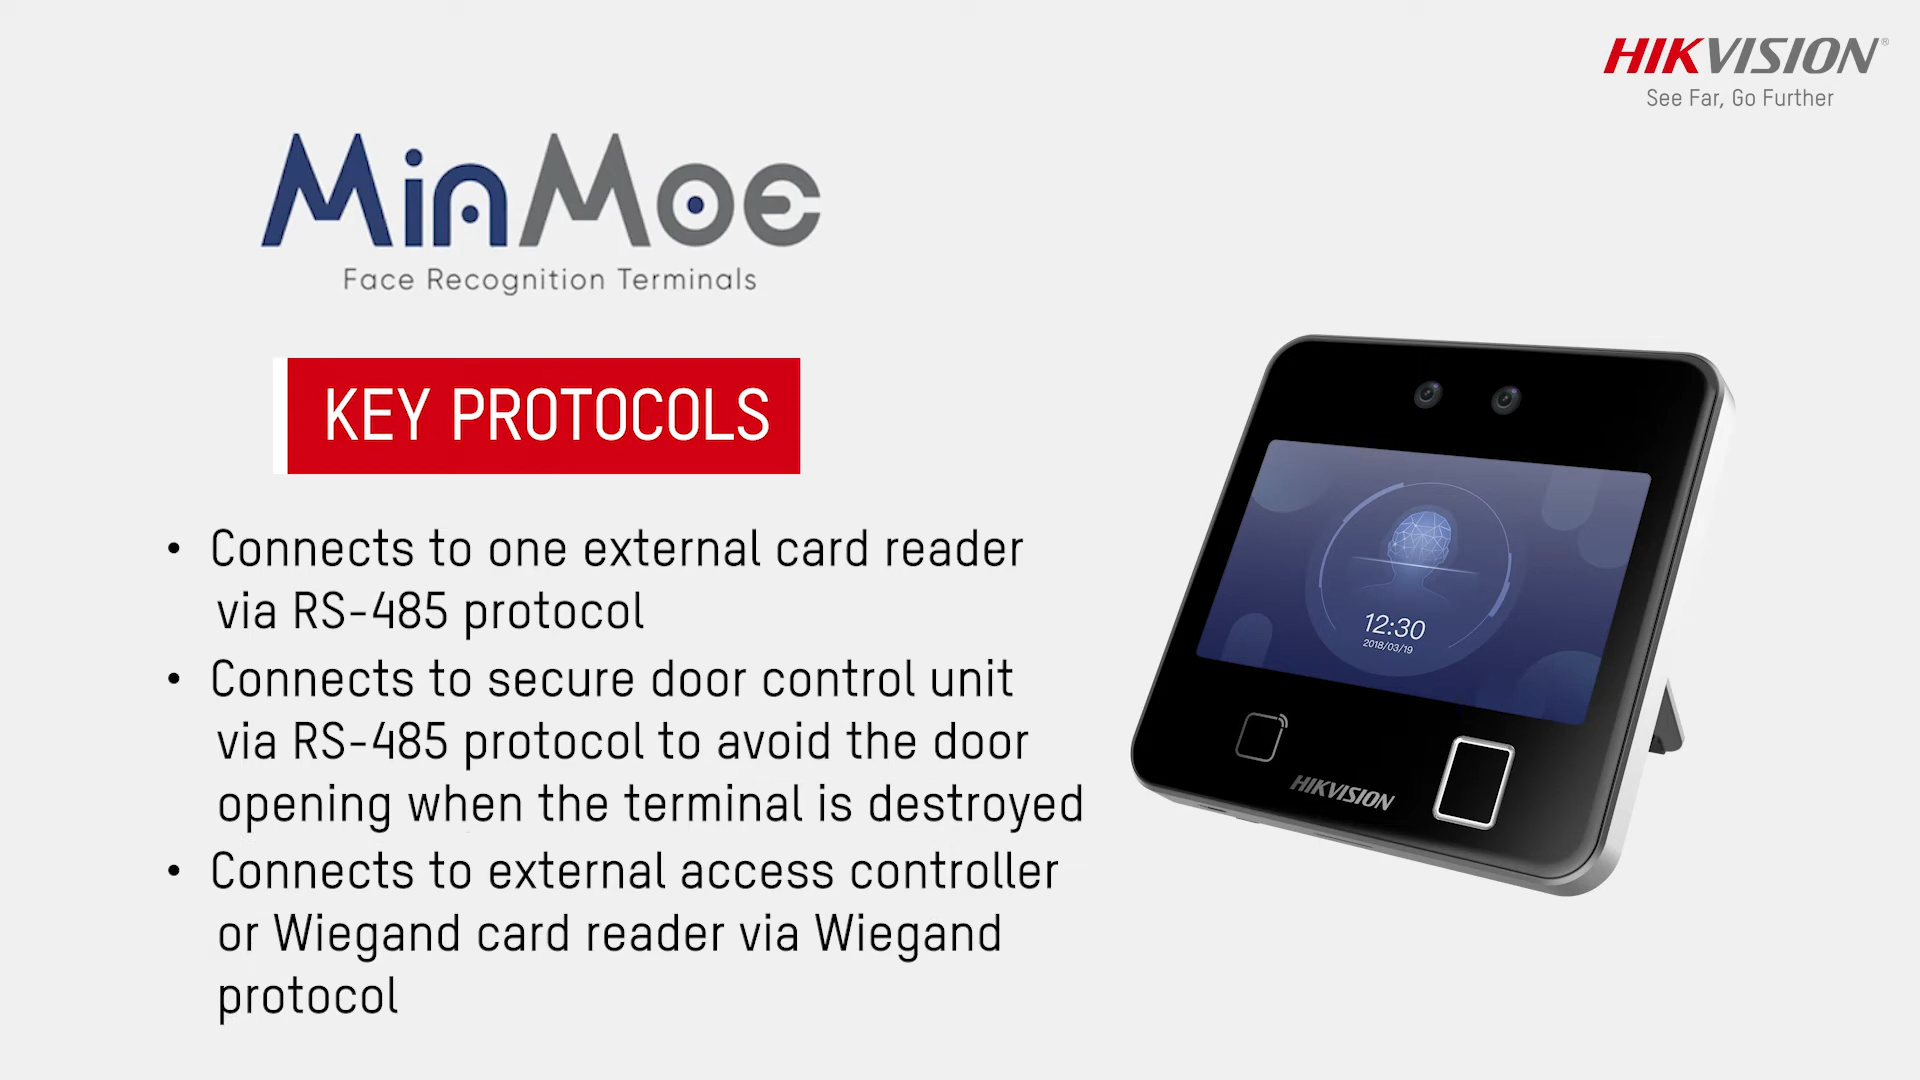 HIKVISION®
See Far, Go Further
MinMoe
Face Recognition Terminals
KEY PROTOCOLS
• Connects to one external card reader
via RS-485 protocol
• Connects to secure door control unit
via RS-485 protocol to avoid the door
opening when the terminal is destroyed
• Connects to external access controller
or Wiegand card reader via Wiegand
protocol
12:30
2018/03/19
HIKVISION